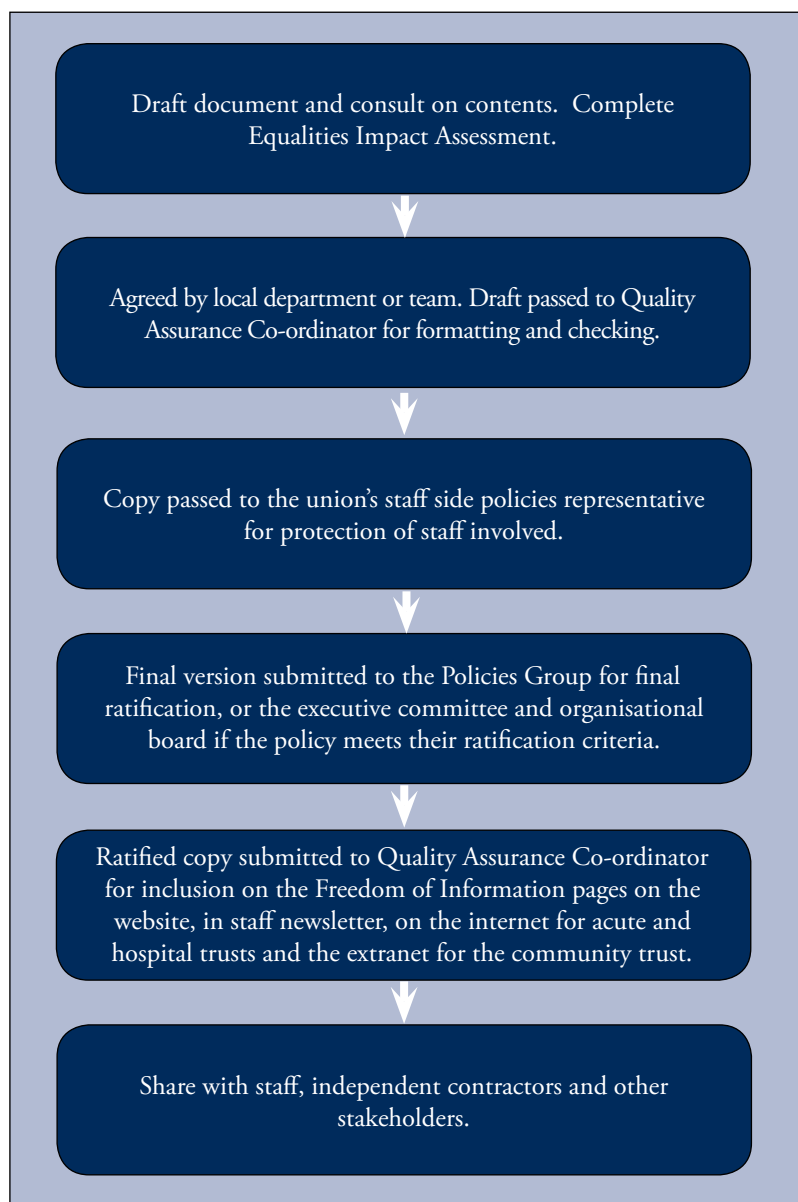 Draft document and consult on contents.  Complete
Equalities Impact Assessment.
Agreed by local department or team. Draft passed to Quality
Assurance Co-ordinator for formatting and checking.
Copy passed to the union’s staff side policies representative
for protection of staff involved.
Final version submitted to the Policies Group for final
ratification, or the executive committee and organisational
board if the policy meets their ratification criteria.
Ratified copy submitted to Quality Assurance Co-ordinator
for inclusion on the Freedom of Information pages on the
website, in staff newsletter, on the internet for acute and
hospital trusts and the extranet for the community trust.
Share with staff, independent contractors and other
stakeholders.